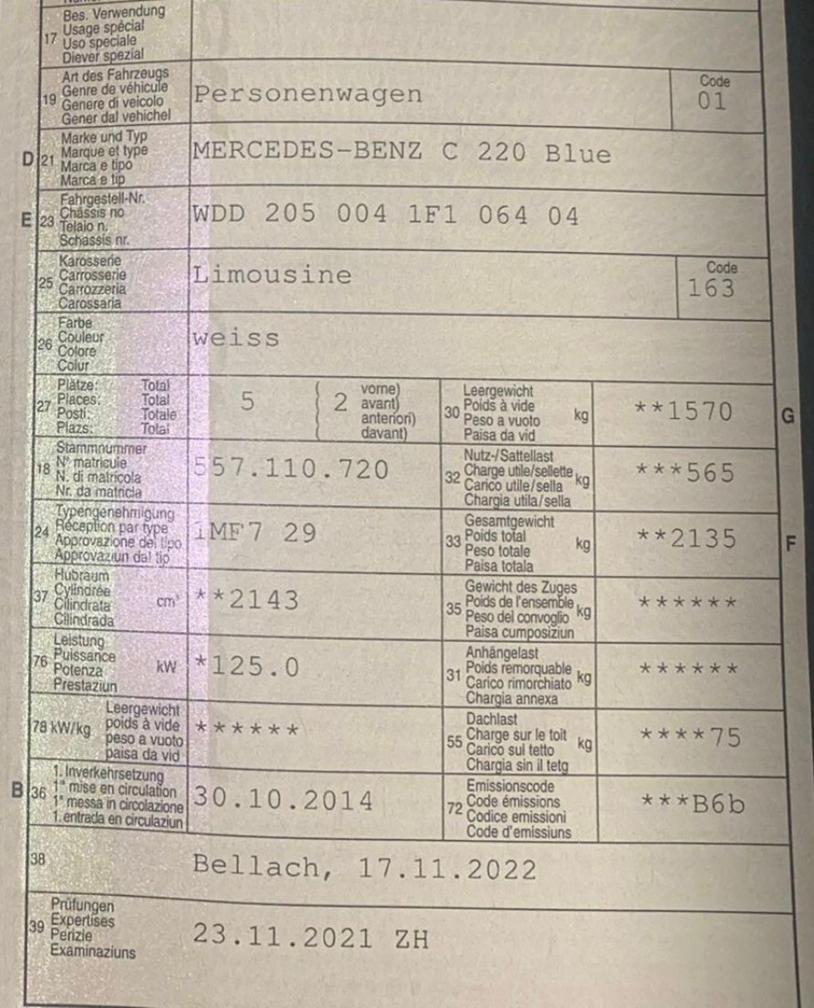 Bes. Verwendung
Usage spécial
17 Uso speciale
Diever spezial
Art des Fahrzeugs
Genre de véhicule
19 Genere di veicolo
Gener dal vehichel
Personenwagen
Code
01
Marke und Typ
D 21 Marque et type
Marca e tipo
Marca e tip
MERCEDES-BENZ C 220 Blue
Fahrgestell-Nr.
E 23 Châssis no
Telaio n.
Schassis nr.
WDD 205 004 1F1 064 04
Karosserie
25 Carrosserie
Carrozzeria
Carossaria
Limousine
Code
163
Farbe
26 Couleur
Colore
Colur
weiss
Plätze: Total
27 Places: Total
Posti: Totale
Plazs: Total
5
( 2 vorne)
avant)
anteriori)
davant)
Leergewicht
30 Poids à vide kg
Peso a vuoto
Paisa da vid
**1570
G
Stammnummer
18 N° matricule
N. di matricola
Nr. da matricla
557.110.720
Nutz-/Sattellast
32 Charge utile/sellette kg
Carico utile/sella
Chargia utila/sella
***565
Typengenehmigung
24 Réception par type
Approvazione del tipo
Approvaziun dal tip
1MF7 29
Gesamtgewicht
33 Poids total kg
Peso totale
Paisa totala
**2135
F
Hubraum
37 Cylindrée cm³
Cilindrata
Cilindrada
**2143
Gewicht des Zuges
35 Poids de l'ensemble kg
Peso del convoglio
Paisa cumposiziun
******
Leistung
76 Puissance kW
Potenza
Prestaziun
*125.0
Anhängelast
31 Poids remorquable kg
Carico rimorchiato
Chargia annexa
******
Leergewicht
78 kW/kg poids à vide
peso a vuoto
paisa da vid
******
Dachlast
55 Charge sur le toit kg
Carico sul tetto
Chargia sin il tetg
****75
1. Inverkehrsetzung
B 36 1re mise en circulation
1a messa in circolazione
1. entrada en circulaziun
30.10.2014
Emissionscode
72 Code émissions
Codice emissioni
Code d'emissiuns
***B6b
38
Bellach, 17.11.2022
Prüfungen
39 Expertises
Perizie
Examinaziuns
23.11.2021 ZH